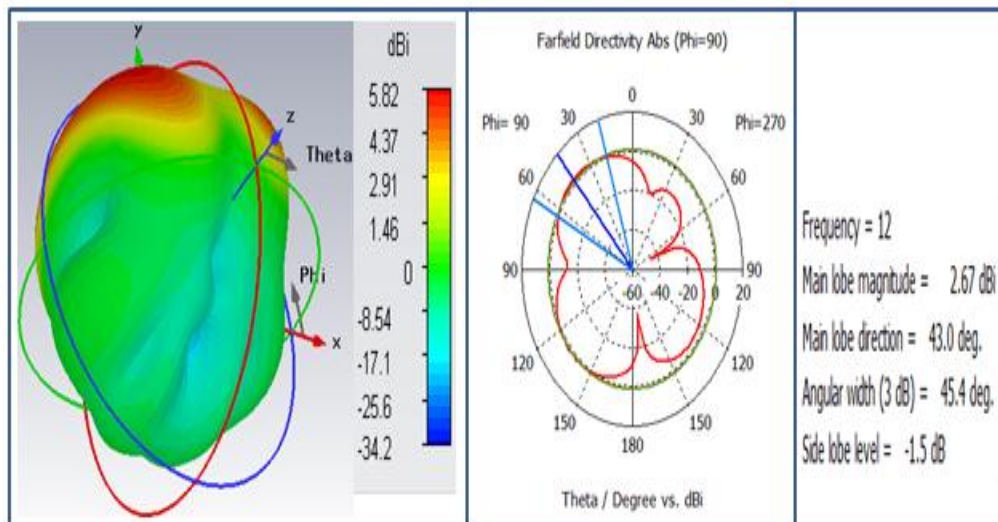 y
dBi
z
Theta
Phi
x
5.82
4.37
2.91
1.46
0
-8.54
-17.1
-25.6
-34.2
Farfield Directivity Abs (Phi=90)
0
30
30
Phi= 90
Phi=270
60
60
90
90
-60 -40 -20 0 20
120
120
150
150
180
Theta / Degree vs. dBi
Frequency = 12
Main lobe magnitude = 2.67 dBi
Main lobe direction = 43.0 deg.
Angular width (3 dB) = 45.4 deg.
Side lobe level = -1.5 dB